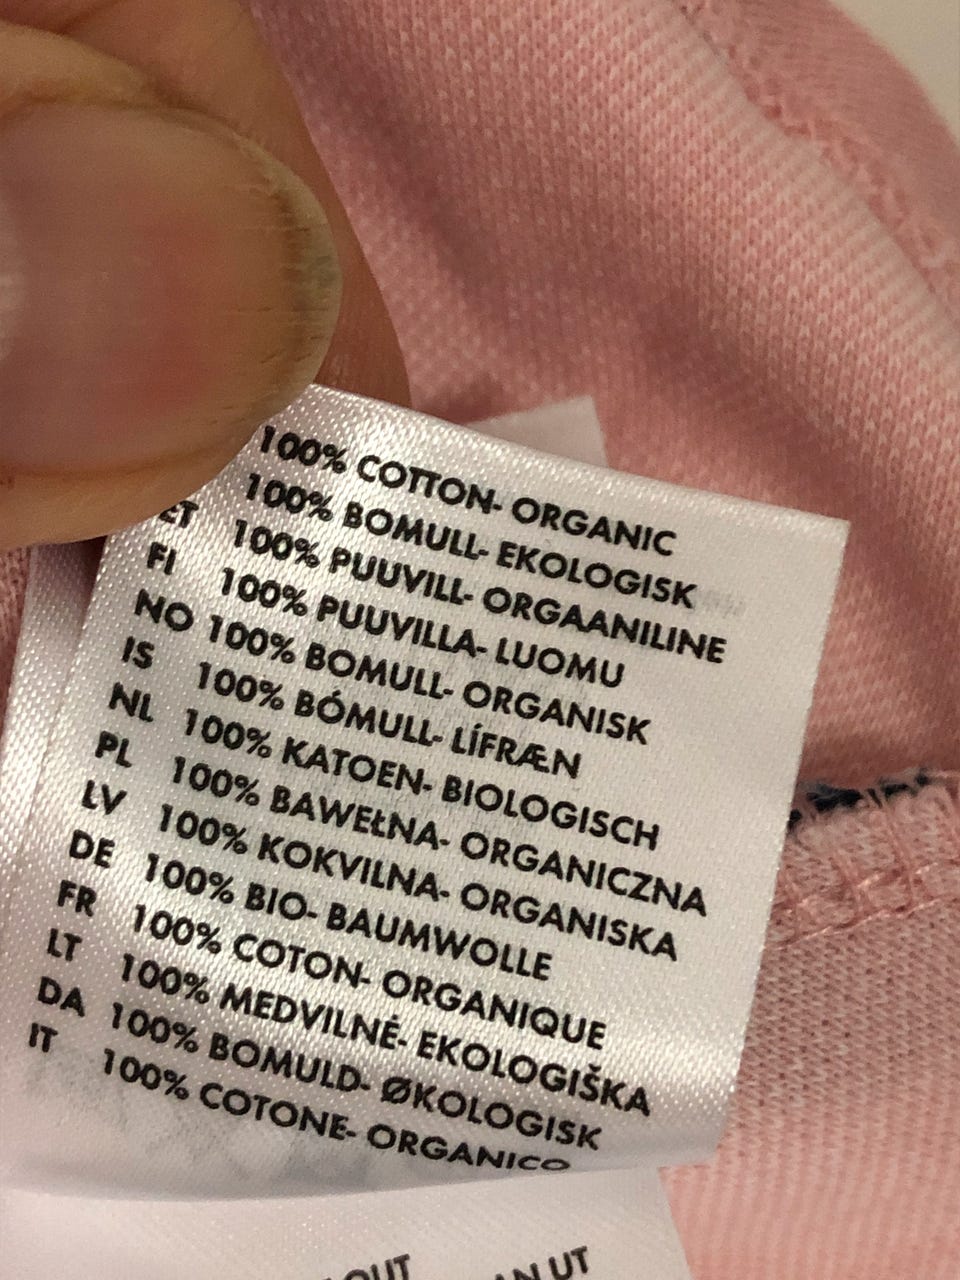 100% COTTON- ORGANIC
100% BOMULL- EKOLOGISK
ET 100% PUUVILL- ORGAANILINE
FI 100% PUUVILLA- LUOMU
NO 100% BOMULL- ORGANISK
IS 100% BÓMULL- LÍFRÆN
NL 100% KATOEN- BIOLOGISCH
PL 100% BAWEŁNA- ORGANICZNA
LV 100% KOKVILNA- ORGANISKA
DE 100% BIO- BAUMWOLLE
FR 100% COTON- ORGANIQUE
LT 100% MEDVILNĖ- EKOLOGIŠKA
DA 100% BOMULD- ØKOLOGISK
IT 100% COTONE- ORGANICO
UT